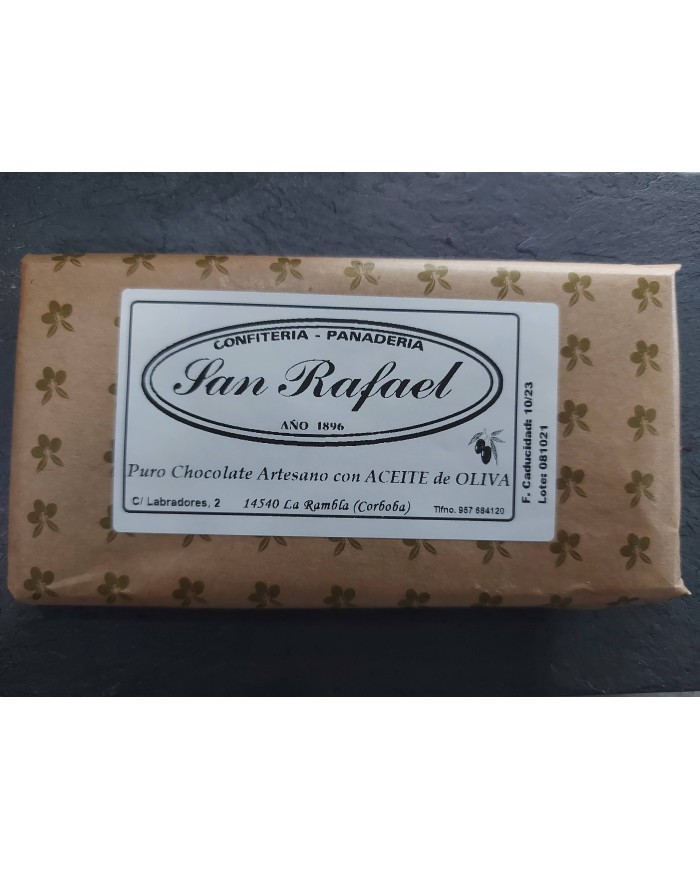 CONFITERIA - PANADERIA
San Rafael
AÑO 1896
Puro Chocolate Artesano con ACEITE de OLIVA
C/ Labradores, 2 14540 La Rambla (Corboba) Tlfno. 957 684120
F. Caducidad: 10/23
Lote: 081021